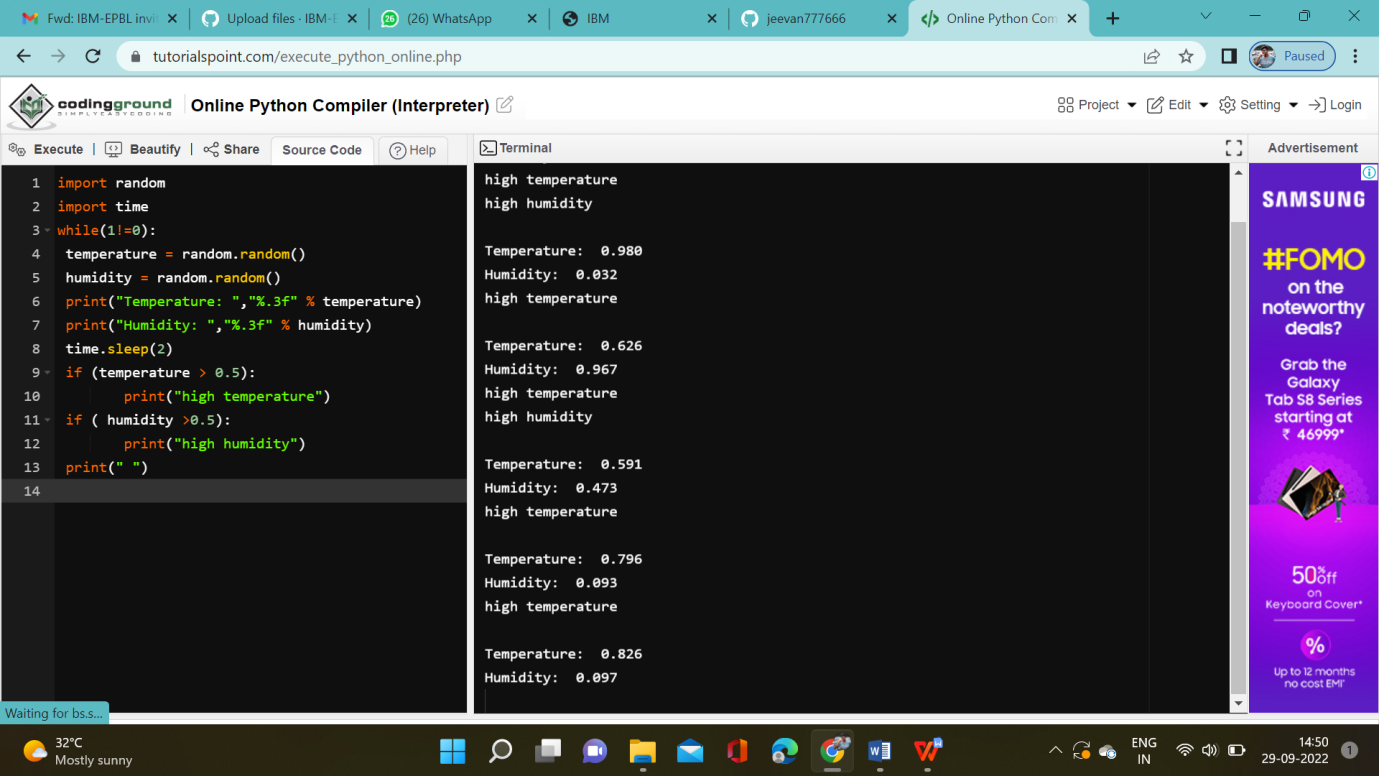 Fwd: IBM-EPBL invi
Upload files · IBM-E
(26) WhatsApp
IBM
jeevan777666
Online Python Com
tutorialspoint.com/execute_python_online.php
Paused
codingground
SIMPLYEASYCODING
Online Python Compiler (Interpreter)
Project
Edit
Setting
Login
Execute | Beautify | Share
Source Code
Help
1 import random
2 import time
3 while(1!=0):
4 temperature = random.random()
5 humidity = random.random()
6 print("Temperature: ","%.3f" % temperature)
7 print("Humidity: ","%.3f" % humidity)
8 time.sleep(2)
9 if (temperature > 0.5):
10 print("high temperature")
11 if ( humidity >0.5):
12 print("high humidity")
13 print(" ")
14
Terminal
high temperature
high humidity
Temperature:  0.980
Humidity:  0.032
high temperature
Temperature:  0.626
Humidity:  0.967
high temperature
high humidity
Temperature:  0.591
Humidity:  0.473
high temperature
Temperature:  0.796
Humidity:  0.093
high temperature
Temperature:  0.826
Humidity:  0.097
Advertisement
SAMSUNG
#FOMO
on the
noteworthy
deals?
Grab the
Galaxy
Tab S8 Series
starting at
₹ 46999*
50% off
on
Keyboard Cover*
%
Up to 12 months
no cost EMI*
Waiting for bs.s...
32°C
Mostly sunny
ENG
IN
14:50
29-09-2022
1